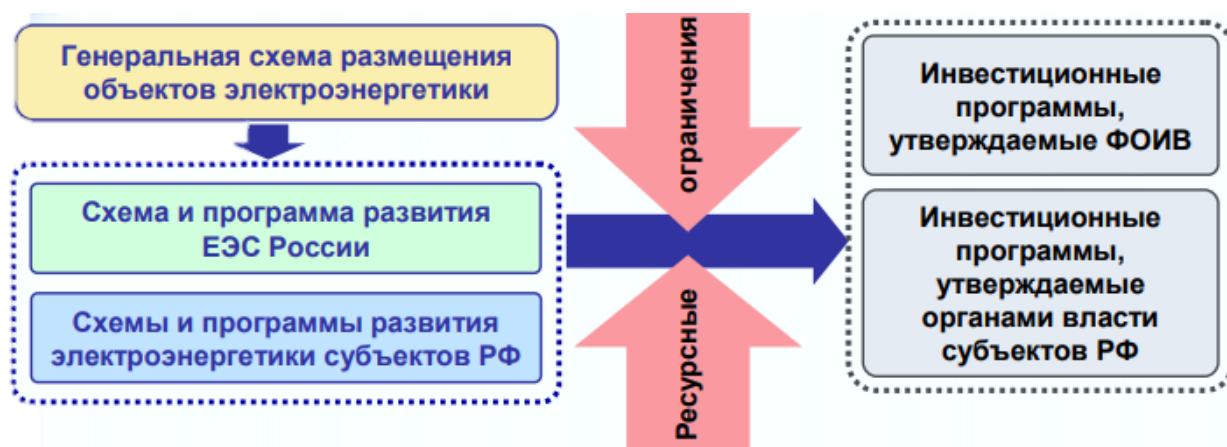 Генеральная схема размещения
объектов электроэнергетики
Схема и программа развития
ЕЭС России
Схемы и программы развития
электроэнергетики субъектов РФ
Ресурсные
ограничения
Инвестиционные
программы,
утверждаемые ФОИВ
Инвестиционные
программы,
утверждаемые
органами власти
субъектов РФ